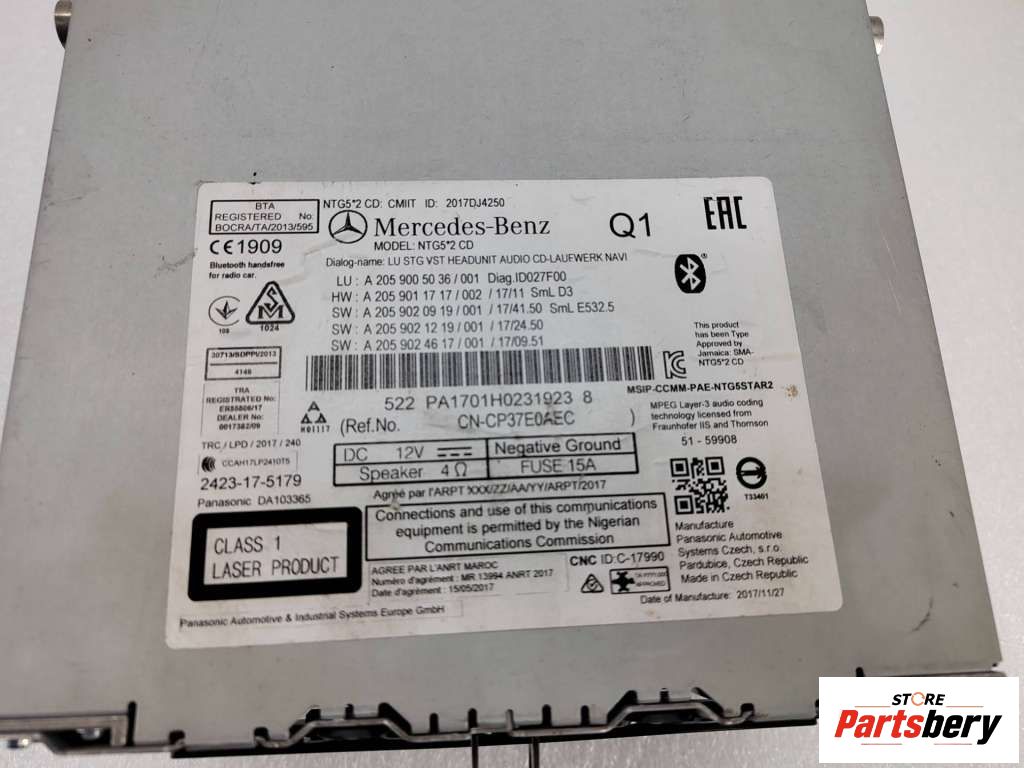 BTA
REGISTERED No:
BOCRA/TA/2013/595
NTG5*2 CD: CMIIT ID: 2017DJ4250
Mercedes-Benz
Q1
EAC
MODEL: NTG5*2 CD
CE1909
Bluetooth handsfree
for radio car.
Dialog-name: LU STG VST HEADUNIT AUDIO CD-LAUFWERK NAVI
LU : A 205 900 50 36 / 001 Diag.ID027F00
HW : A 205 901 17 17 / 002 / 17/11 SmL D3
SW : A 205 902 09 19 / 001 / 17/41.50 SmL E532.5
SW : A 205 902 12 19 / 001 / 17/24.50
SW : A 205 902 46 17 / 001 / 17/09.51
1024
109
30713/SDPPI/2013
4148
This product
has been Type
Approved by
Jamaica: SMA-
NTG5*2 CD
TRA
REGISTERED No:
ER55806/17
DEALER No:
0017382/09
MSIP-CCMM-PAE-NTG5STAR2
H01117
522 PA1701H0231923 8
(Ref.No. CN-CP37E0AEC )
MPEG Layer-3 audio coding
technology licensed from
Fraunhofer IIS and Thomson
51 - 59908
TRC / LPD / 2017 / 240
CCAH17LP2410T5
2423-17-5179
Panasonic DA103365
DC 12V
Negative Ground
Speaker 4 Ω
FUSE 15A
Agréé par l'ARPT XXX/ZZ/AA/YY/ARPT/2017
T33401
Connections and use of this communications
equipment is permitted by the Nigerian
Communications Commission
CLASS 1
LASER PRODUCT
AGREE PAR L'ANRT MAROC
Numéro d'agrément : MR 13994 ANRT 2017
Date d'agrément : 15/05/2017
CNC ID:C-17990
APPROVED
Manufacture
Panasonic Automotive
Systems Czech, s.r.o.
Pardubice, Czech Republic
Made in Czech Republic
Date of Manufacture: 2017/11/27
Panasonic Automotive & Industrial Systems Europe GmbH
STORE
Partsbery